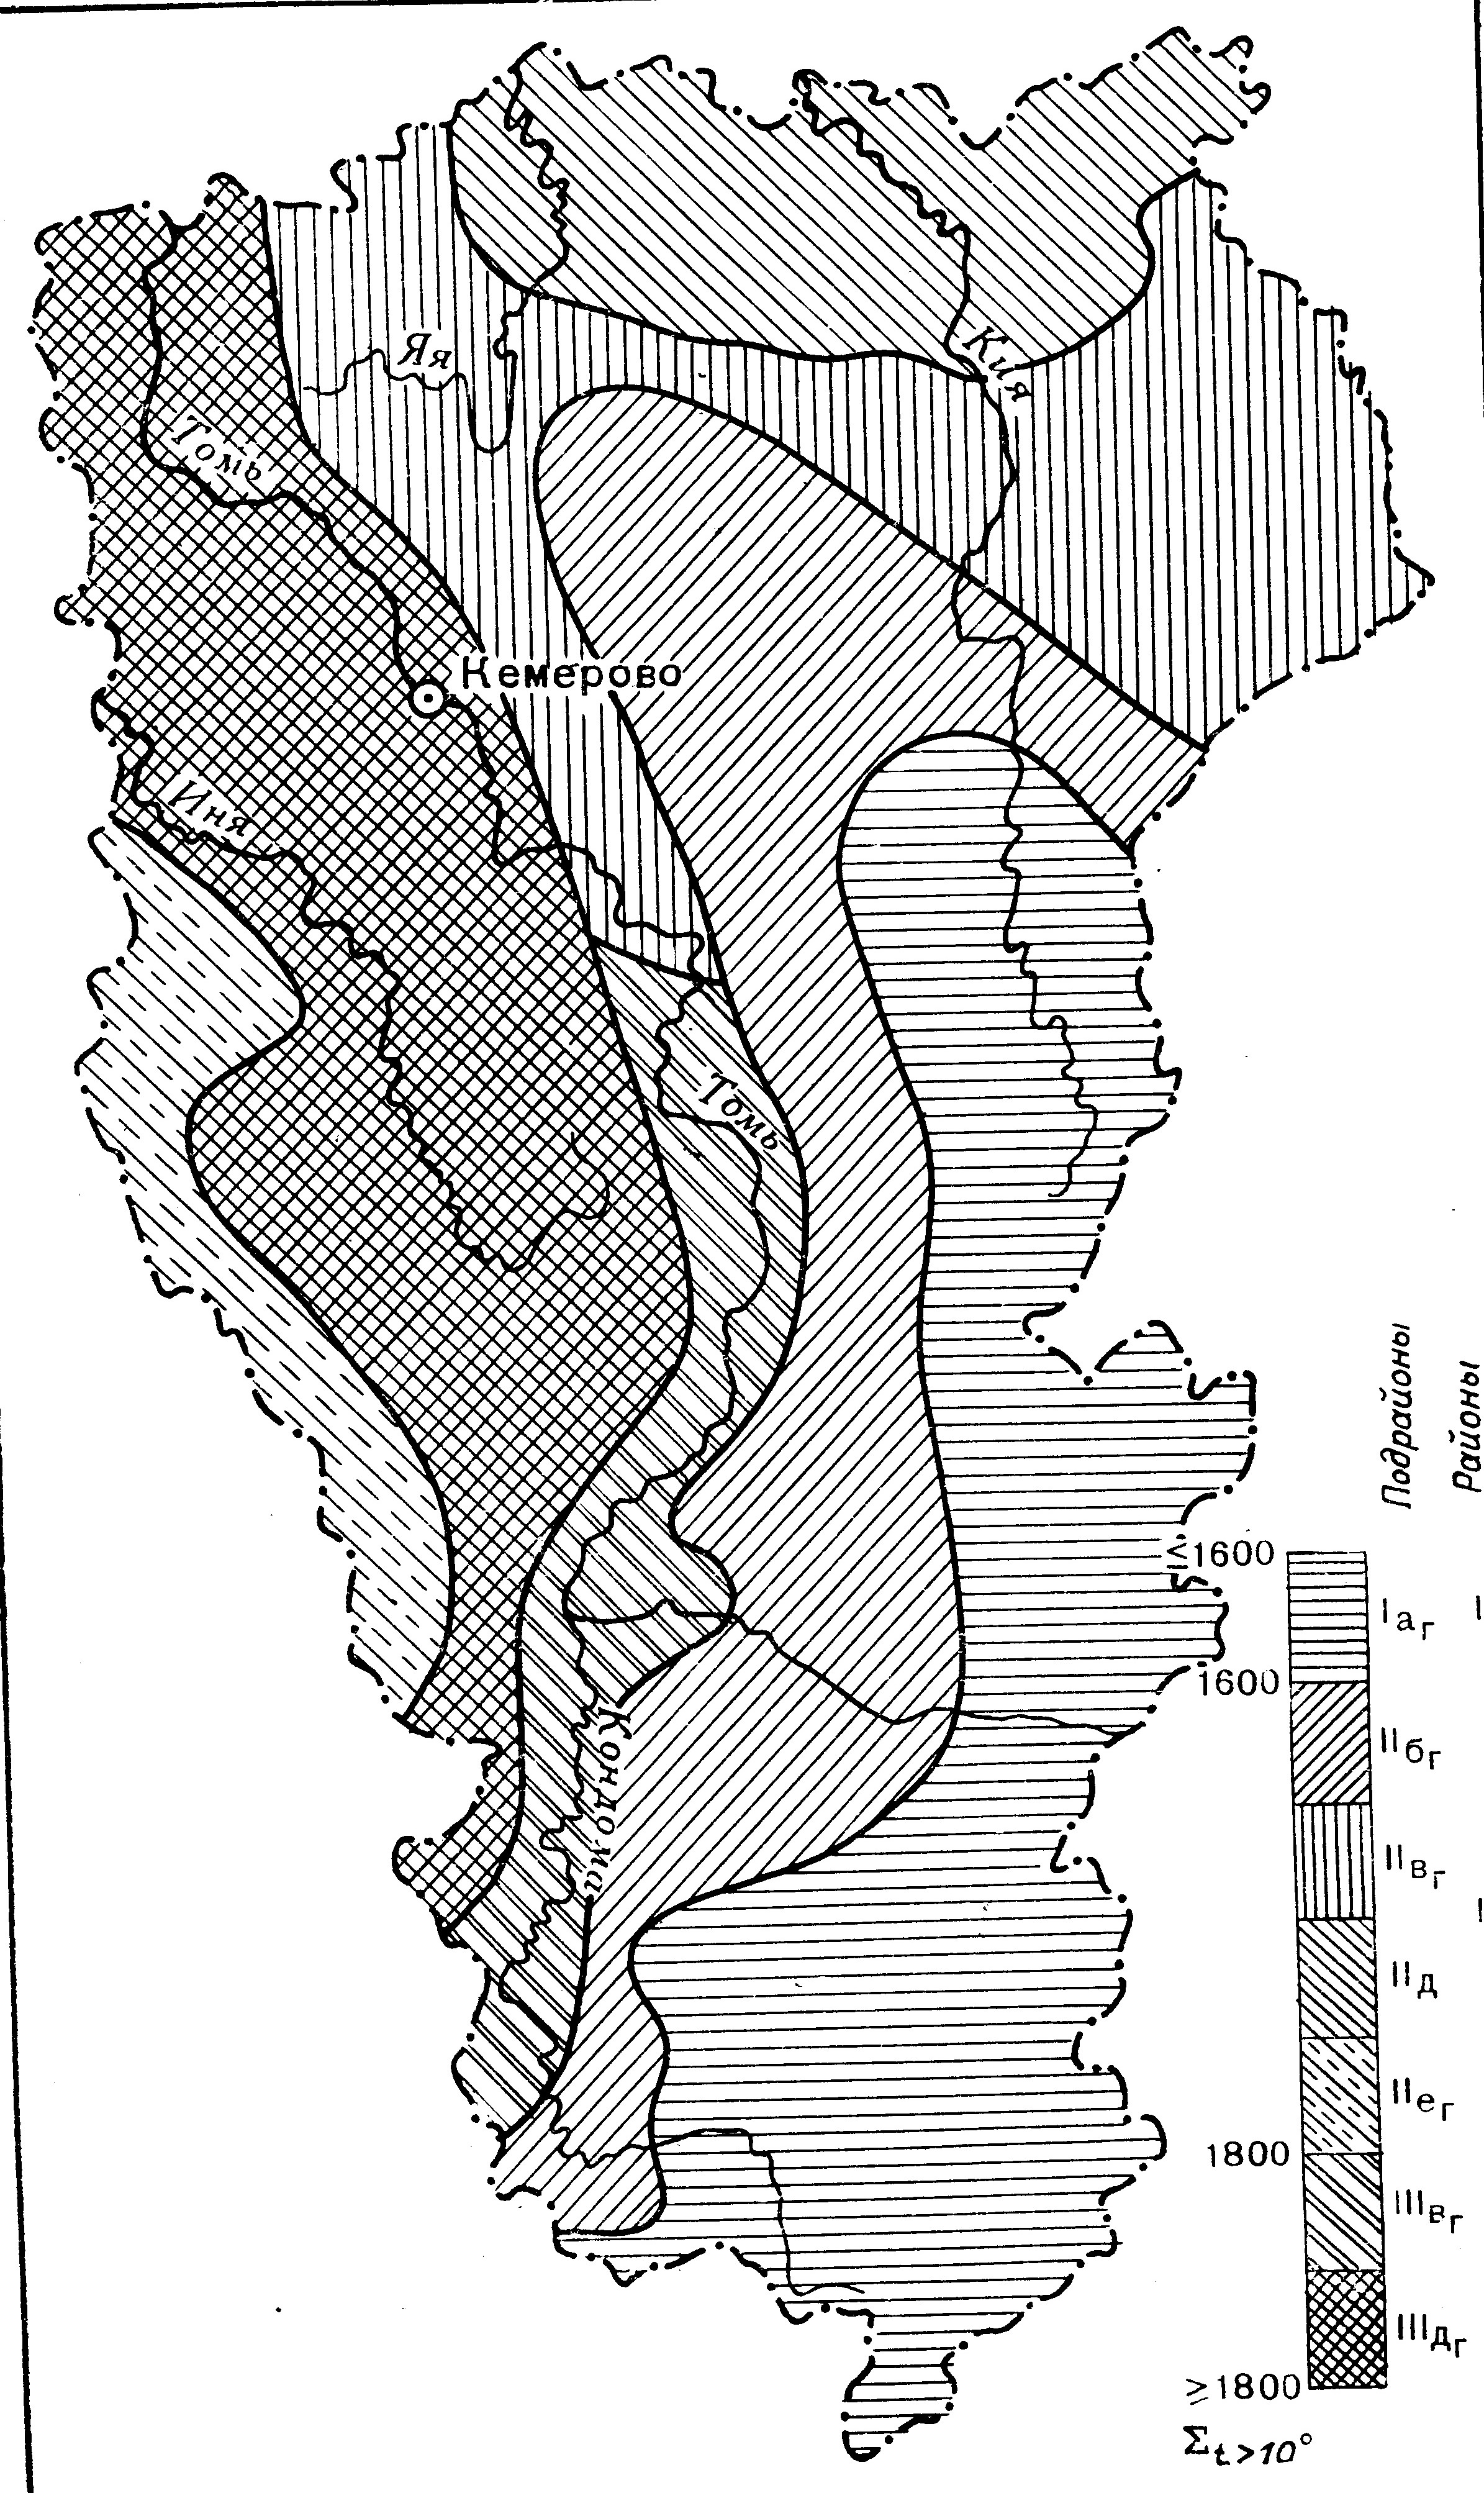 Яя
Кия
Томь
Кемерово
Иня
Томь
Кондома
Подрайоны
Районы
≤1600
Iаг
1600
IIбг
IIвг
IIд
IIег
1800
IIIвг
IIIдг
≥1800
Σt>10°